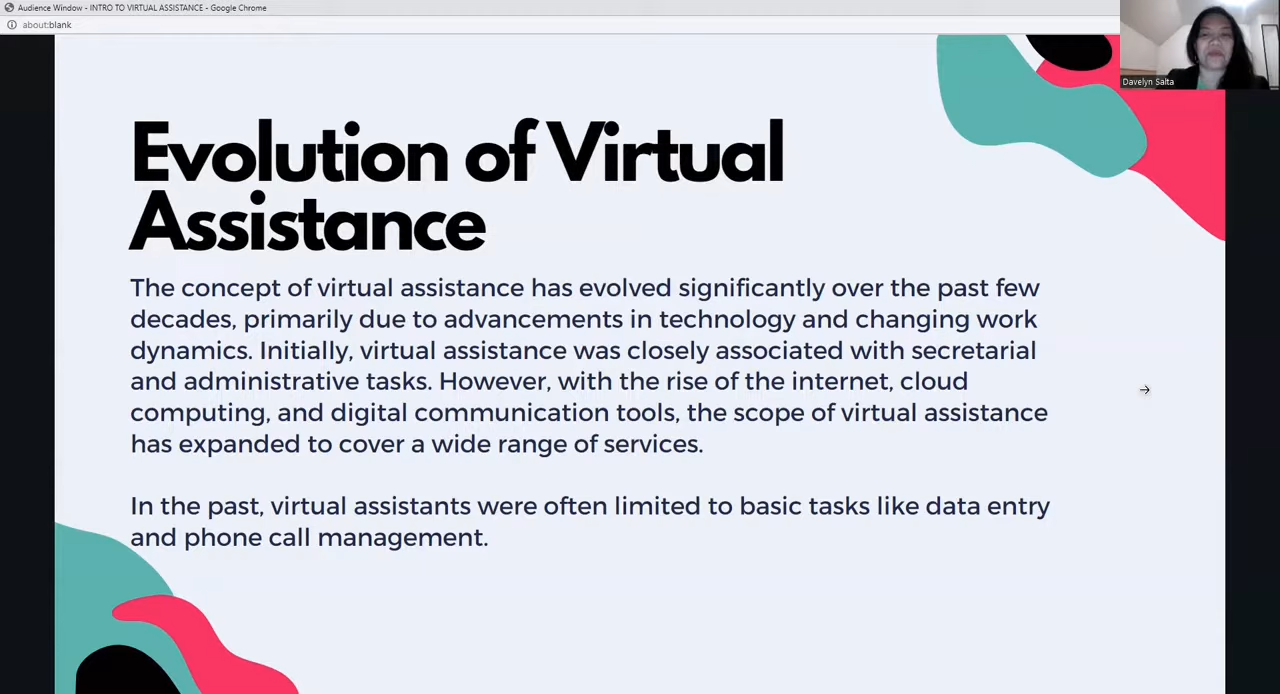 Audience Window - INTRO TO VIRTUAL ASSISTANCE - Google Chrome
about:blank
Davelyn Salta
Evolution of Virtual
Assistance
The concept of virtual assistance has evolved significantly over the past few
decades, primarily due to advancements in technology and changing work
dynamics. Initially, virtual assistance was closely associated with secretarial
and administrative tasks. However, with the rise of the internet, cloud
computing, and digital communication tools, the scope of virtual assistance
has expanded to cover a wide range of services.
In the past, virtual assistants were often limited to basic tasks like data entry
and phone call management.